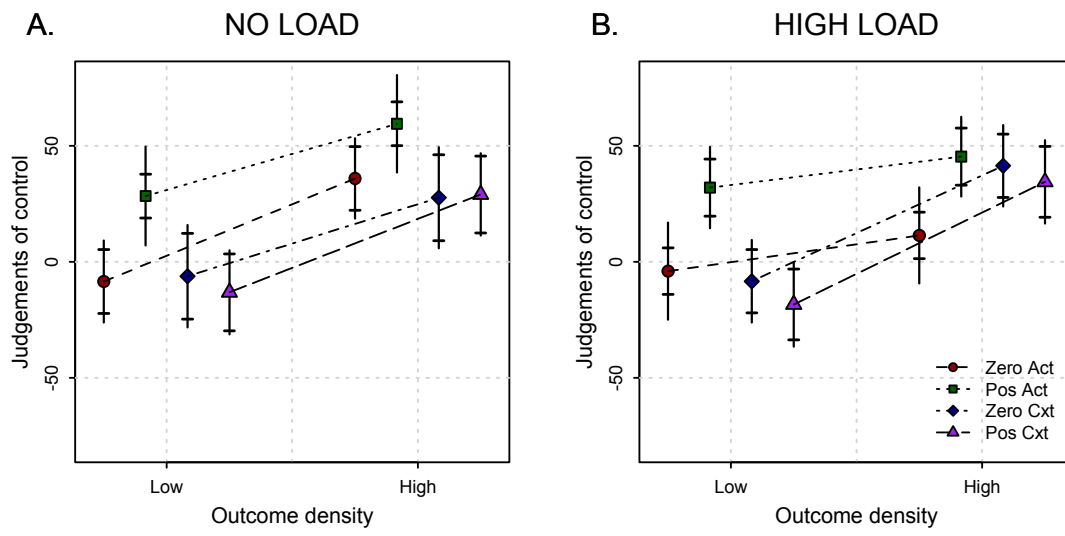 A.
NO LOAD
Judgements of control
50
0
-50
Low
High
Outcome density
B.
HIGH LOAD
Judgements of control
50
0
-50
Low
High
Outcome density
Zero Act
Pos Act
Zero Cxt
Pos Cxt